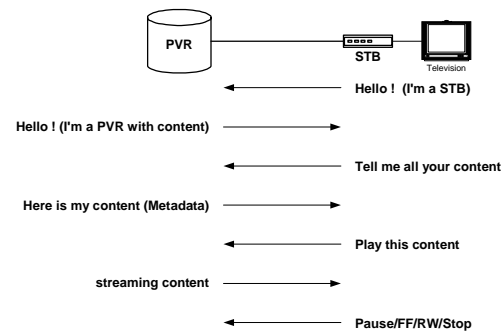 PVR
STB
Television
Hello ! (I'm a STB)
Hello ! (I'm a PVR with content)
Tell me all your content
Here is my content (Metadata)
Play this content
streaming content
Pause/FF/RW/Stop